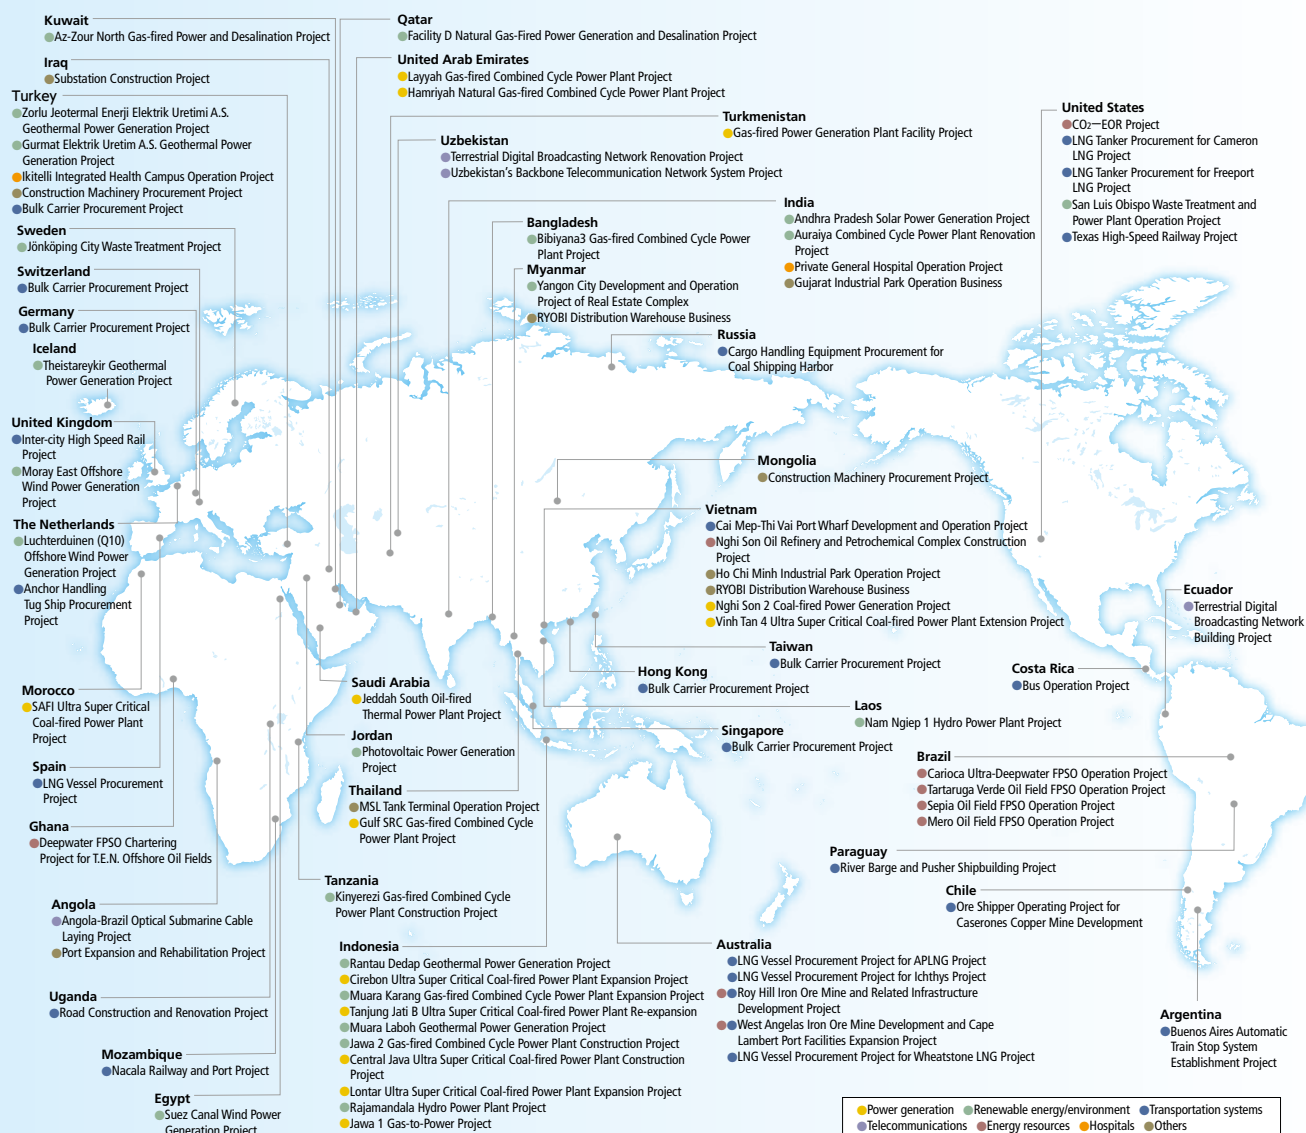 Kuwait
Az-Zour North Gas-fired Power and Desalination Project
Iraq
Substation Construction Project
Turkey
Zorlu Jeotermal Enerji Elektrik Uretimi A.S.
Geothermal Power Generation Project
Gurmat Elektrik Uretim A.S. Geothermal Power
Generation Project
Ikitelli Integrated Health Campus Operation Project
Construction Machinery Procurement Project
Bulk Carrier Procurement Project
Sweden
Jönköping City Waste Treatment Project
Switzerland
Bulk Carrier Procurement Project
Germany
Bulk Carrier Procurement Project
Iceland
Theistareykir Geothermal
Power Generation Project
United Kingdom
Inter-city High Speed Rail
Project
Moray East Offshore
Wind Power Generation
Project
The Netherlands
Luchterduinen (Q10)
Offshore Wind Power
Generation Project
Anchor Handling
Tug Ship Procurement
Project
Morocco
SAFI Ultra Super Critical
Coal-fired Power Plant
Project
Spain
LNG Vessel Procurement
Project
Ghana
Deepwater FPSO Chartering
Project for T.E.N. Offshore Oil Fields
Angola
Angola-Brazil Optical Submarine Cable
Laying Project
Port Expansion and Rehabilitation Project
Uganda
Road Construction and Renovation Project
Mozambique
Nacala Railway and Port Project
Egypt
Suez Canal Wind Power
Generation Project
Qatar
Facility D Natural Gas-Fired Power Generation and Desalination Project
United Arab Emirates
Layyah Gas-fired Combined Cycle Power Plant Project
Hamriyah Natural Gas-fired Combined Cycle Power Plant Project
Turkmenistan
Gas-fired Power Generation Plant Facility Project
Uzbekistan
Terrestrial Digital Broadcasting Network Renovation Project
Uzbekistan's Backbone Telecommunication Network System Project
India
Andhra Pradesh Solar Power Generation Project
Auraiya Combined Cycle Power Plant Renovation
Project
Private General Hospital Operation Project
Gujarat Industrial Park Operation Business
Bangladesh
Bibiyana3 Gas-fired Combined Cycle Power
Plant Project
Myanmar
Yangon City Development and Operation
Project of Real Estate Complex
RYOBI Distribution Warehouse Business
Russia
Cargo Handling Equipment Procurement for
Coal Shipping Harbor
Mongolia
Construction Machinery Procurement Project
Vietnam
Cai Mep-Thi Vai Port Wharf Development and Operation Project
Nghi Son Oil Refinery and Petrochemical Complex Construction
Project
Ho Chi Minh Industrial Park Operation Project
RYOBI Distribution Warehouse Business
Nghi Son 2 Coal-fired Power Generation Project
Vinh Tan 4 Ultra Super Critical Coal-fired Power Plant Extension Project
Taiwan
Bulk Carrier Procurement Project
Hong Kong
Bulk Carrier Procurement Project
Laos
Nam Ngiep 1 Hydro Power Plant Project
Singapore
Bulk Carrier Procurement Project
Saudi Arabia
Jeddah South Oil-fired
Thermal Power Plant Project
Jordan
Photovoltaic Power Generation
Project
Thailand
MSL Tank Terminal Operation Project
Gulf SRC Gas-fired Combined Cycle
Power Plant Project
Tanzania
Kinyerezi Gas-fired Combined Cycle
Power Plant Construction Project
Indonesia
Rantau Dedap Geothermal Power Generation Project
Cirebon Ultra Super Critical Coal-fired Power Plant Expansion Project
Muara Karang Gas-fired Combined Cycle Power Plant Expansion Project
Tanjung Jati B Ultra Super Critical Coal-fired Power Plant Re-expansion
Muara Laboh Geothermal Power Generation Project
Jawa 2 Gas-fired Combined Cycle Power Plant Construction Project
Central Java Ultra Super Critical Coal-fired Power Plant Construction
Project
Lontar Ultra Super Critical Coal-fired Power Plant Expansion Project
Rajamandala Hydro Power Plant Project
Jawa 1 Gas-to-Power Project
Australia
LNG Vessel Procurement Project for APLNG Project
LNG Vessel Procurement Project for Ichthys Project
Roy Hill Iron Ore Mine and Related Infrastructure
Development Project
West Angelas Iron Ore Mine Development and Cape
Lambert Port Facilities Expansion Project
LNG Vessel Procurement Project for Wheatstone LNG Project
United States
CO2—EOR Project
LNG Tanker Procurement for Cameron
LNG Project
LNG Tanker Procurement for Freeport
LNG Project
San Luis Obispo Waste Treatment and
Power Plant Operation Project
Texas High-Speed Railway Project
Ecuador
Terrestrial Digital
Broadcasting Network
Building Project
Costa Rica
Bus Operation Project
Brazil
Carioca Ultra-Deepwater FPSO Operation Project
Tartaruga Verde Oil Field FPSO Operation Project
Sepia Oil Field FPSO Operation Project
Mero Oil Field FPSO Operation Project
Paraguay
River Barge and Pusher Shipbuilding Project
Chile
Ore Shipper Operating Project for
Caserones Copper Mine Development
Argentina
Buenos Aires Automatic
Train Stop System
Establishment Project
Power generation Renewable energy/environment Transportation systems
Telecommunications Energy resources Hospitals Others